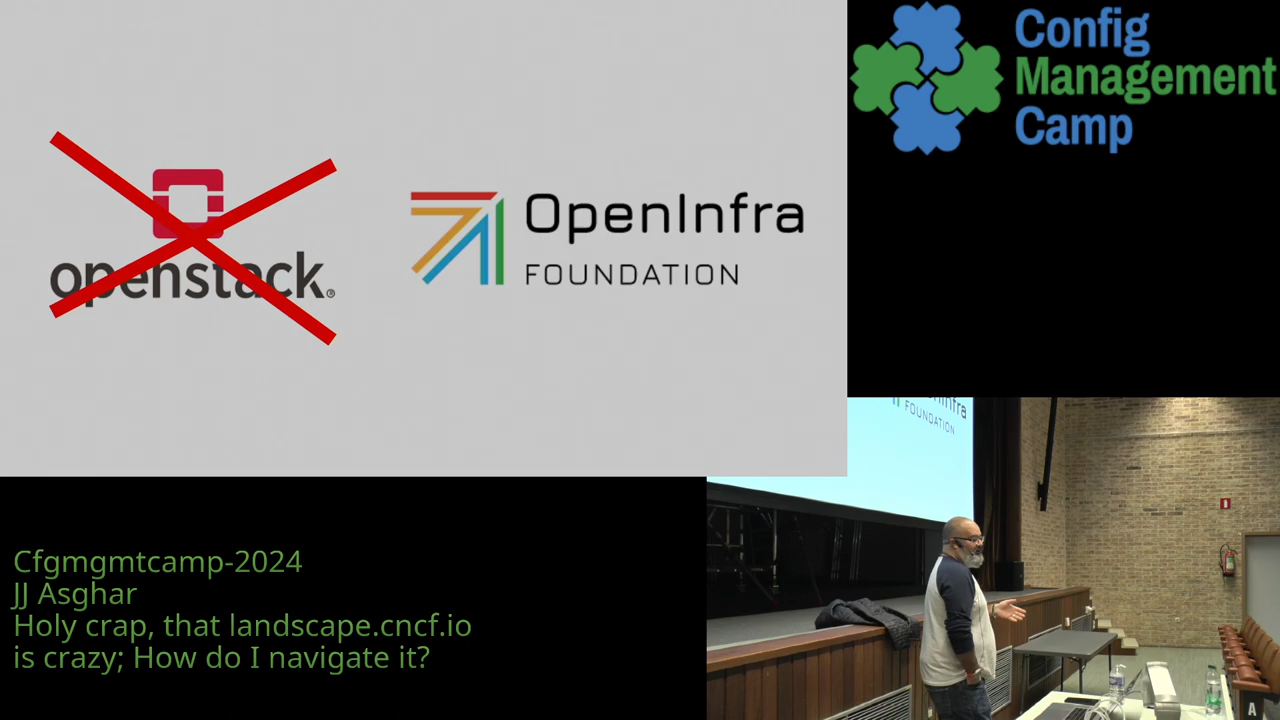 openstack®
OpenInfra
FOUNDATION
Config
Management
Camp
FOUNDATION
A
Cfgmgmtcamp-2024
JJ Asghar
Holy crap, that landscape.cncf.io
is crazy; How do I navigate it?